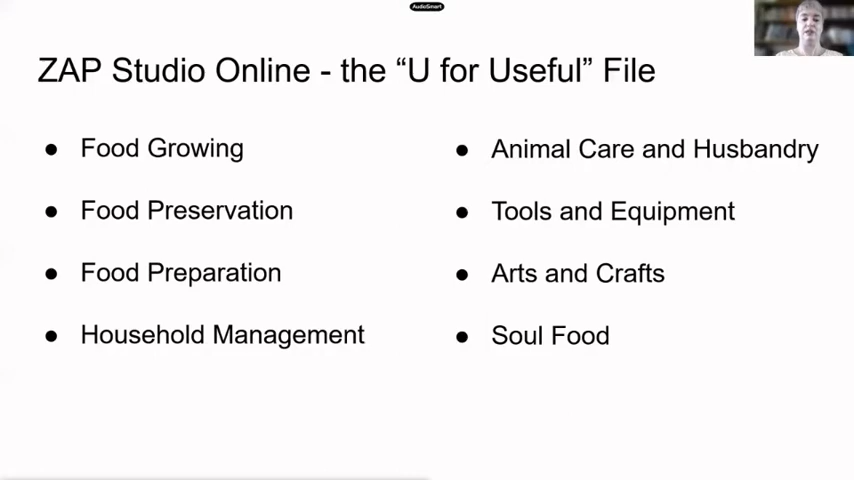 AudioSmart
ZAP Studio Online - the “U for Useful” File
● Food Growing
● Food Preservation
● Food Preparation
● Household Management
● Animal Care and Husbandry
● Tools and Equipment
● Arts and Crafts
● Soul Food